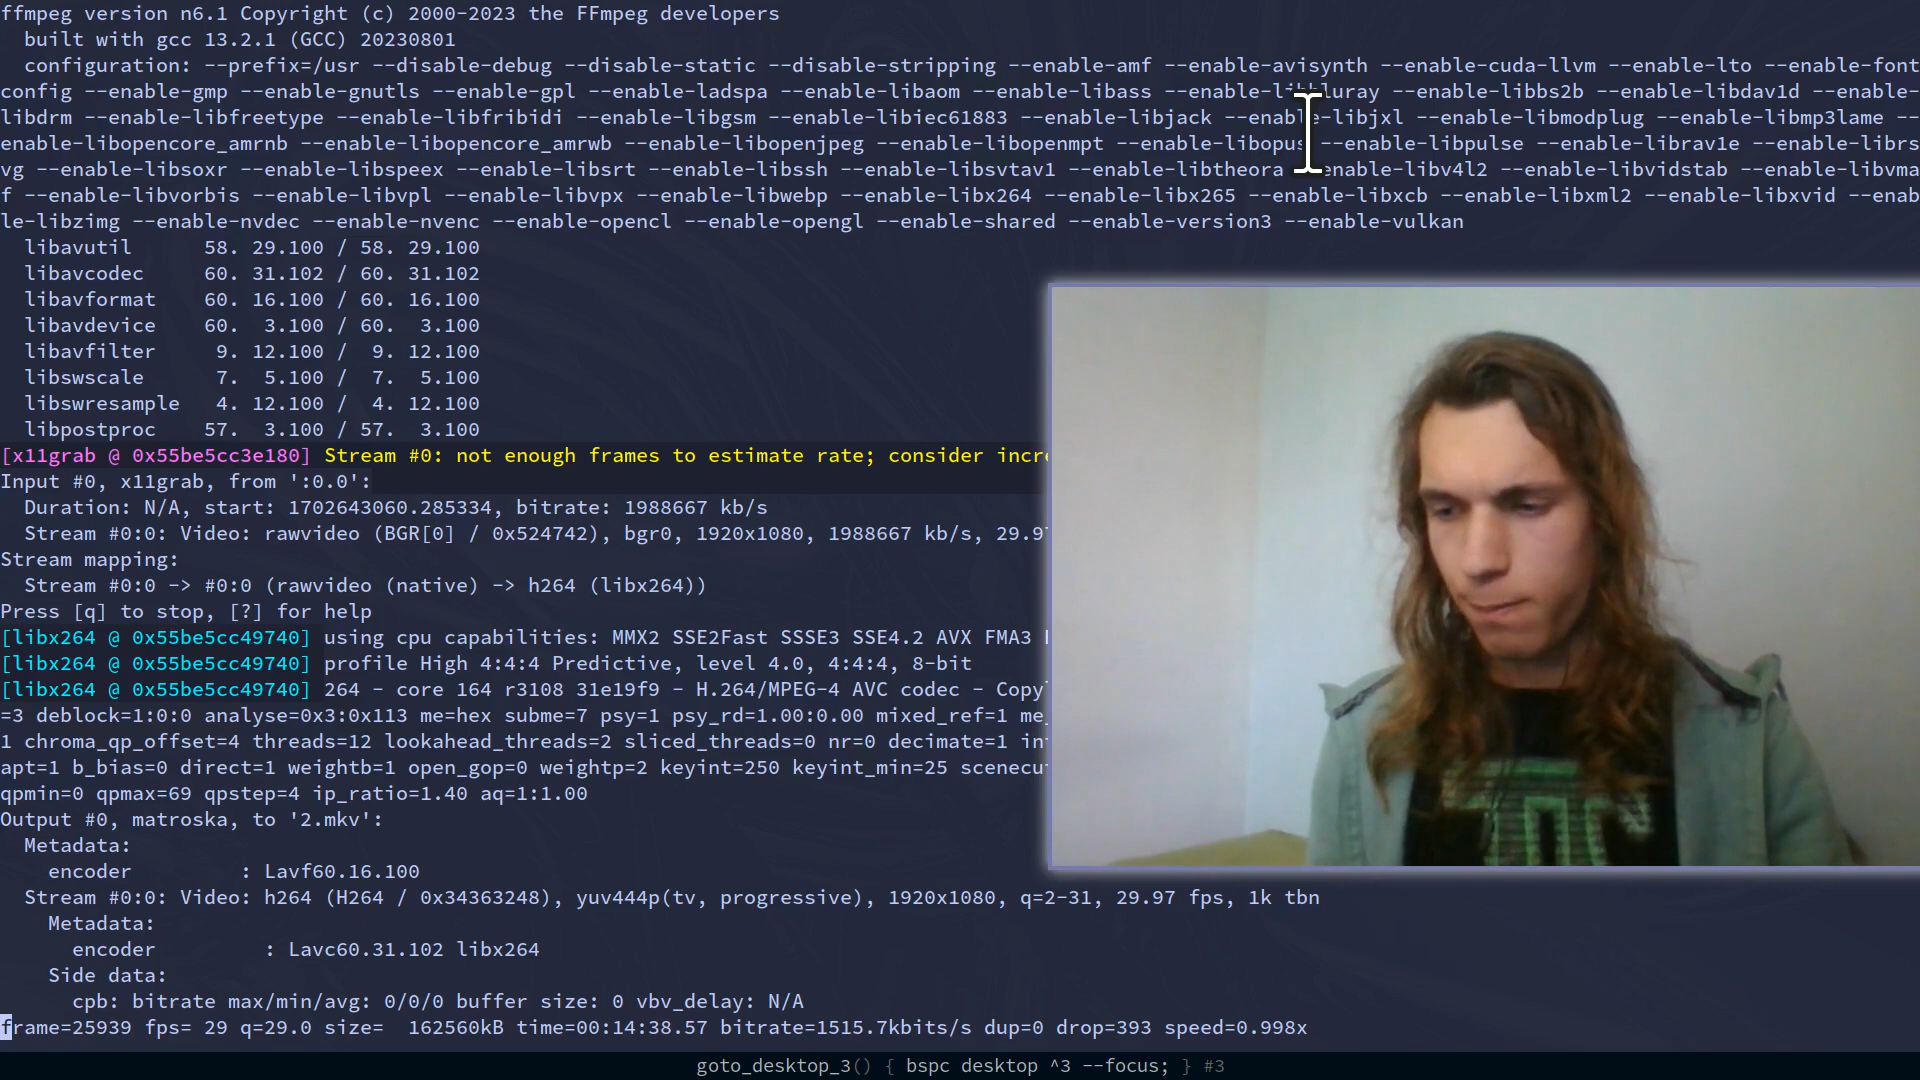 ffmpeg version n6.1 Copyright (c) 2000-2023 the FFmpeg developers
built with gcc 13.2.1 (GCC) 20230801
configuration: --prefix=/usr --disable-debug --disable-static --disable-stripping --enable-amf --enable-avisynth --enable-cuda-llvm --enable-lto --enable-font
config --enable-gmp --enable-gnutls --enable-gpl --enable-ladspa --enable-libaom --enable-libass --enable-libbluray --enable-libbs2b --enable-libdav1d --enable-
libdrm --enable-libfreetype --enable-libfribidi --enable-libgsm --enable-libiec61883 --enable-libjack --enable-libjxl --enable-libmodplug --enable-libmp3lame --
enable-libopencore_amrnb --enable-libopencore_amrwb --enable-libopenjpeg --enable-libopenmpt --enable-libopus --enable-libpulse --enable-librav1e --enable-librs
vg --enable-libsoxr --enable-libspeex --enable-libsrt --enable-libssh --enable-libsvtav1 --enable-libtheora --enable-libv4l2 --enable-libvidstab --enable-libvma
f --enable-libvorbis --enable-libvpl --enable-libvpx --enable-libwebp --enable-libx264 --enable-libx265 --enable-libxcb --enable-libxml2 --enable-libxvid --enab
le-libzimg --enable-nvdec --enable-nvenc --enable-opencl --enable-opengl --enable-shared --enable-version3 --enable-vulkan
libavutil 58. 29.100 / 58. 29.100
libavcodec 60. 31.102 / 60. 31.102
libavformat 60. 16.100 / 60. 16.100
libavdevice 60. 3.100 / 60. 3.100
libavfilter 9. 12.100 / 9. 12.100
libswscale 7. 5.100 / 7. 5.100
libswresample 4. 12.100 / 4. 12.100
libpostproc 57. 3.100 / 57. 3.100
[x11grab @ 0x55be5cc3e180] Stream #0: not enough frames to estimate rate; consider incre
Input #0, x11grab, from ':0.0':
Duration: N/A, start: 1702643060.285334, bitrate: 1988667 kb/s
Stream #0:0: Video: rawvideo (BGR[0] / 0x524742), bgr0, 1920x1080, 1988667 kb/s, 29.97
Stream mapping:
Stream #0:0 -> #0:0 (rawvideo (native) -> h264 (libx264))
Press [q] to stop, [?] for help
[libx264 @ 0x55be5cc49740] using cpu capabilities: MMX2 SSE2Fast SSSE3 SSE4.2 AVX FMA3
[libx264 @ 0x55be5cc49740] profile High 4:4:4 Predictive, level 4.0, 4:4:4, 8-bit
[libx264 @ 0x55be5cc49740] 264 - core 164 r3108 31e19f9 - H.264/MPEG-4 AVC codec - Copy
=3 deblock=1:0:0 analyse=0x3:0x113 me=hex subme=7 psy=1 psy_rd=1.00:0.00 mixed_ref=1 me_
1 chroma_qp_offset=4 threads=12 lookahead_threads=2 sliced_threads=0 nr=0 decimate=1 in
apt=1 b_bias=0 direct=1 weightb=1 open_gop=0 weightp=2 keyint=250 keyint_min=25 scenecu
qpmin=0 qpmax=69 qpstep=4 ip_ratio=1.40 aq=1:1.00
Output #0, matroska, to '2.mkv':
Metadata:
encoder : Lavf60.16.100
Stream #0:0: Video: h264 (H264 / 0x34363248), yuv444p(tv, progressive), 1920x1080, q=2-31, 29.97 fps, 1k tbn
Metadata:
encoder : Lavc60.31.102 libx264
Side data:
cpb: bitrate max/min/avg: 0/0/0 buffer size: 0 vbv_delay: N/A
frame=25939 fps= 29 q=29.0 size= 162560kB time=00:14:38.57 bitrate=1515.7kbits/s dup=0 drop=393 speed=0.998x
goto_desktop_3() { bspc desktop ^3 --focus; } #3